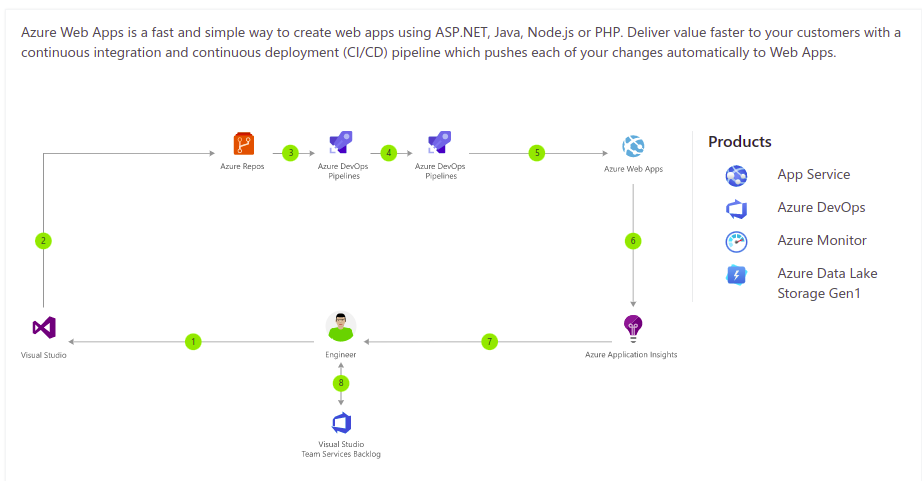 Azure Web Apps is a fast and simple way to create web apps using ASP.NET, Java, Node.js or PHP. Deliver value faster to your customers with a
continuous integration and continuous deployment (CI/CD) pipeline which pushes each of your changes automatically to Web Apps.
Azure Repos
3
Azure DevOps
Pipelines
4
Azure DevOps
Pipelines
5
Azure Web Apps
2
6
Visual Studio
1
Engineer
7
Azure Application Insights
8
Visual Studio
Team Services Backlog
Products
App Service
Azure DevOps
Azure Monitor
Azure Data Lake
Storage Gen1